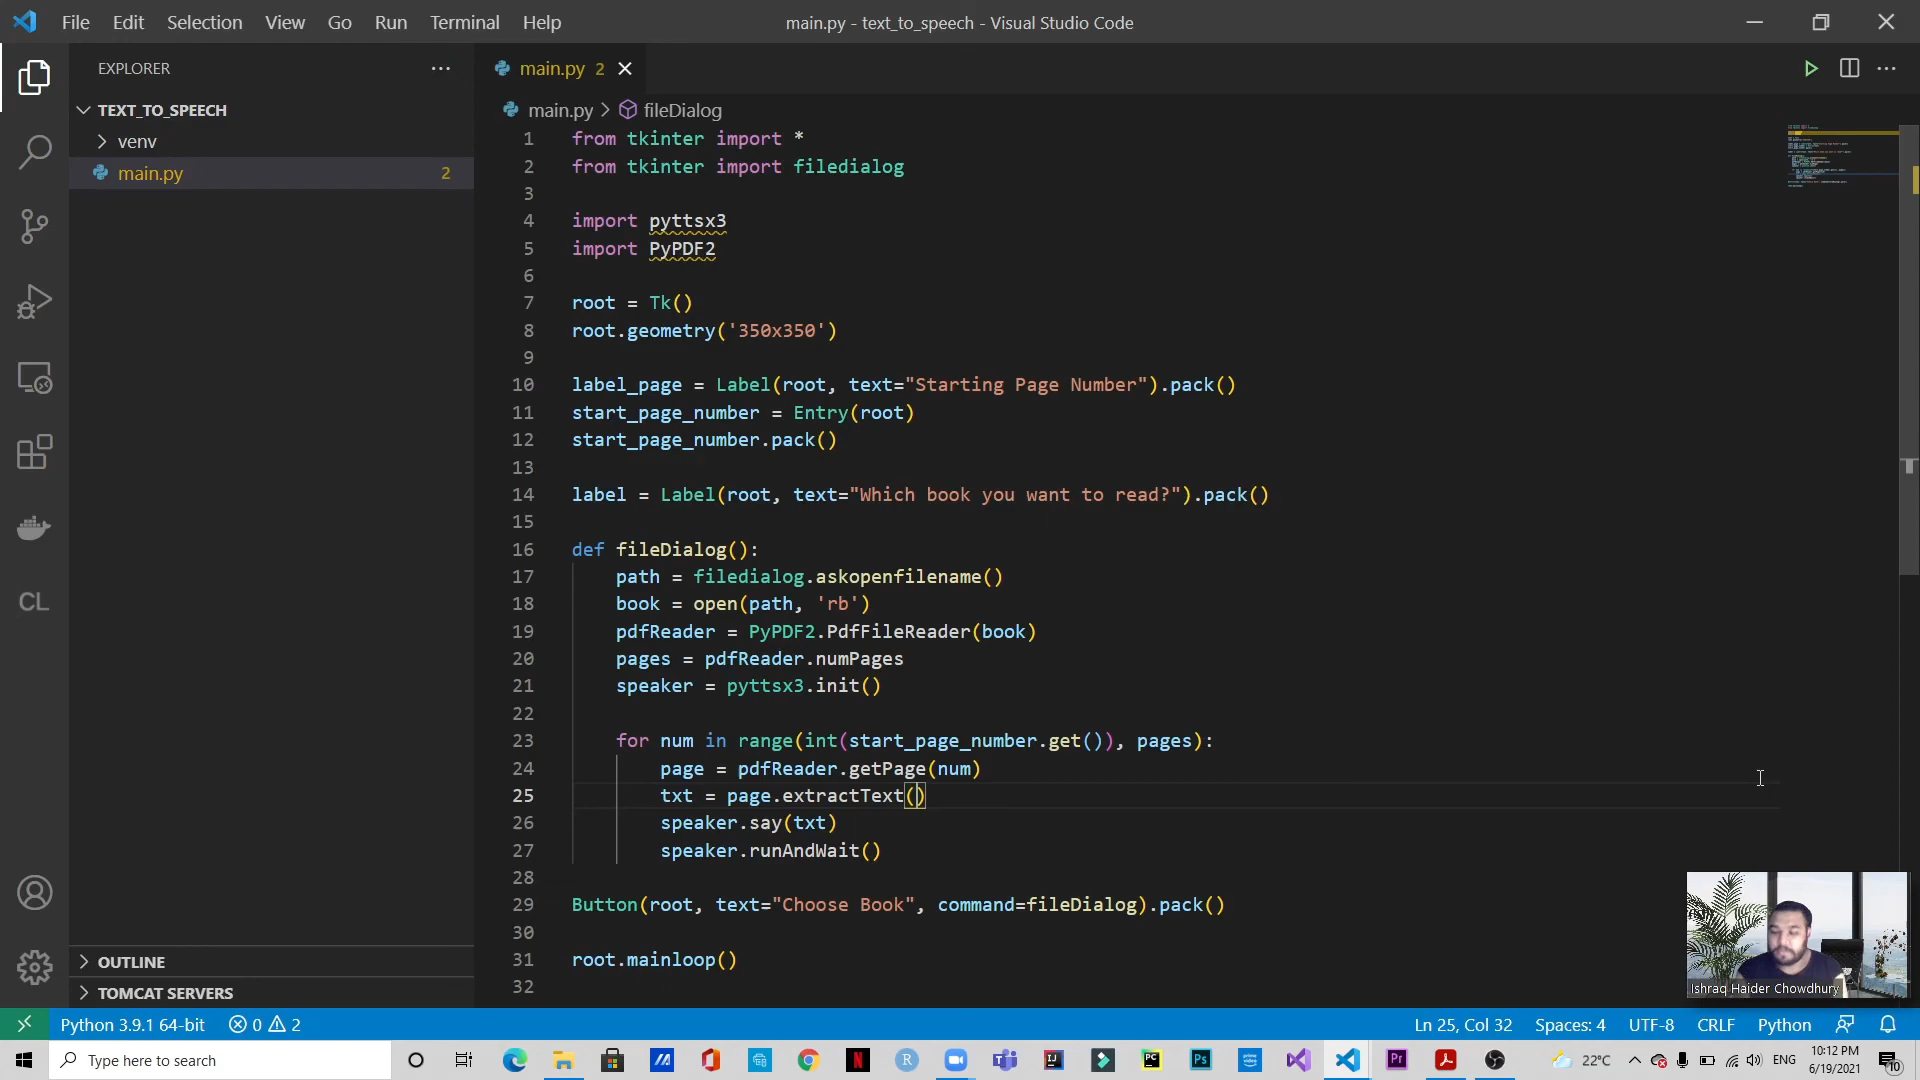 File Edit Selection View Go Run Terminal Help
main.py - text_to_speech - Visual Studio Code
EXPLORER
TEXT_TO_SPEECH
venv
main.py 2
OUTLINE
TOMCAT SERVERS
CL
main.py 2
main.py > fileDialog
1 from tkinter import *
2 from tkinter import filedialog
3
4 import pyttsx3
5 import PyPDF2
6
7 root = Tk()
8 root.geometry('350x350')
9
10 label_page = Label(root, text="Starting Page Number").pack()
11 start_page_number = Entry(root)
12 start_page_number.pack()
13
14 label = Label(root, text="Which book you want to read?").pack()
15
16 def fileDialog():
17 path = filedialog.askopenfilename()
18 book = open(path, 'rb')
19 pdfReader = PyPDF2.PdfFileReader(book)
20 pages = pdfReader.numPages
21 speaker = pyttsx3.init()
22
23 for num in range(int(start_page_number.get()), pages):
24 page = pdfReader.getPage(num)
25 txt = page.extractText()
26 speaker.say(txt)
27 speaker.runAndWait()
28
29 Button(root, text="Choose Book", command=fileDialog).pack()
30
31 root.mainloop()
32
Ishraq Haider Chowdhury
Python 3.9.1 64-bit 0 2
Ln 25, Col 32 Spaces: 4 UTF-8 CRLF Python
Type here to search
22°C ENG
10:12 PM
6/19/2021
10